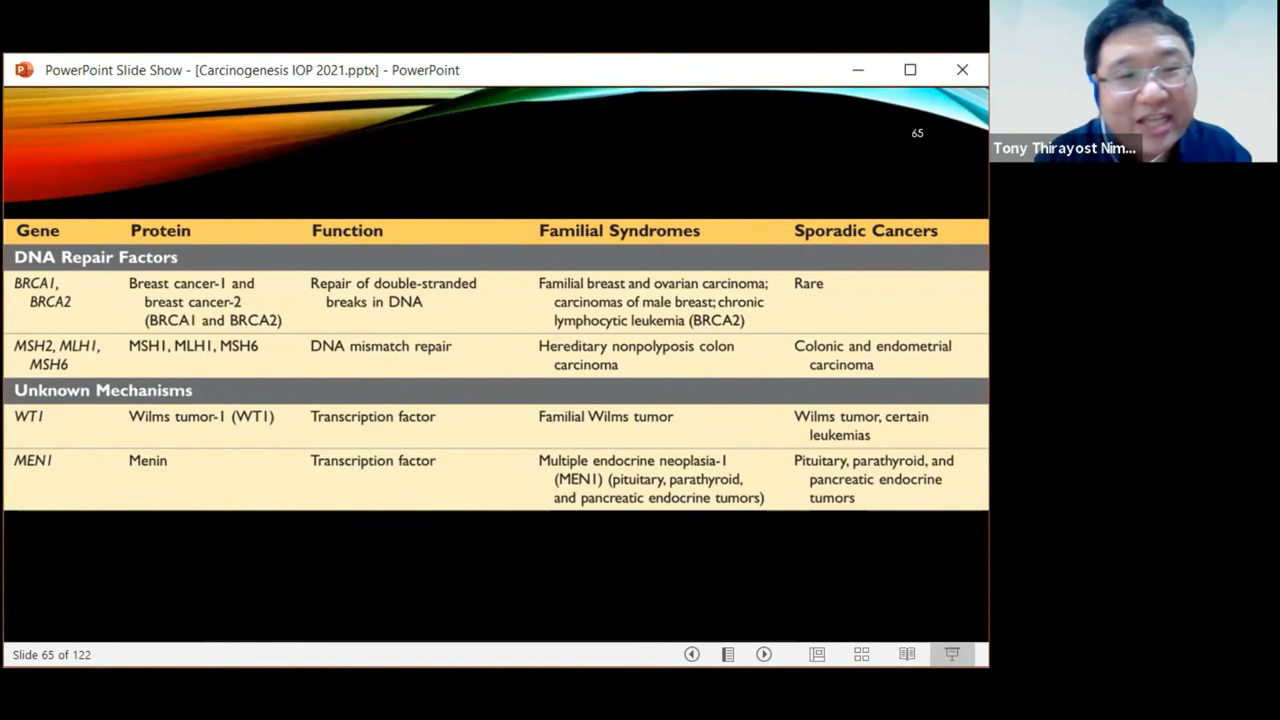 PowerPoint Slide Show - [Carcinogenesis IOP 2021.pptx] - PowerPoint
Tony Thirayost Nim...
65
Gene Protein Function Familial Syndromes Sporadic Cancers
DNA Repair Factors
BRCA1, Breast cancer-1 and Repair of double-stranded Familial breast and ovarian carcinoma; Rare
BRCA2 breast cancer-2 breaks in DNA carcinomas of male breast; chronic
(BRCA1 and BRCA2) lymphocytic leukemia (BRCA2)
MSH2, MLH1, MSH1, MLH1, MSH6 DNA mismatch repair Hereditary nonpolyposis colon Colonic and endometrial
MSH6 carcinoma carcinoma
Unknown Mechanisms
WT1 Wilms tumor-1 (WT1) Transcription factor Familial Wilms tumor Wilms tumor, certain
leukemias
MEN1 Menin Transcription factor Multiple endocrine neoplasia-1 Pituitary, parathyroid, and
(MEN1) (pituitary, parathyroid, pancreatic endocrine
and pancreatic endocrine tumors) tumors
Slide 65 of 122